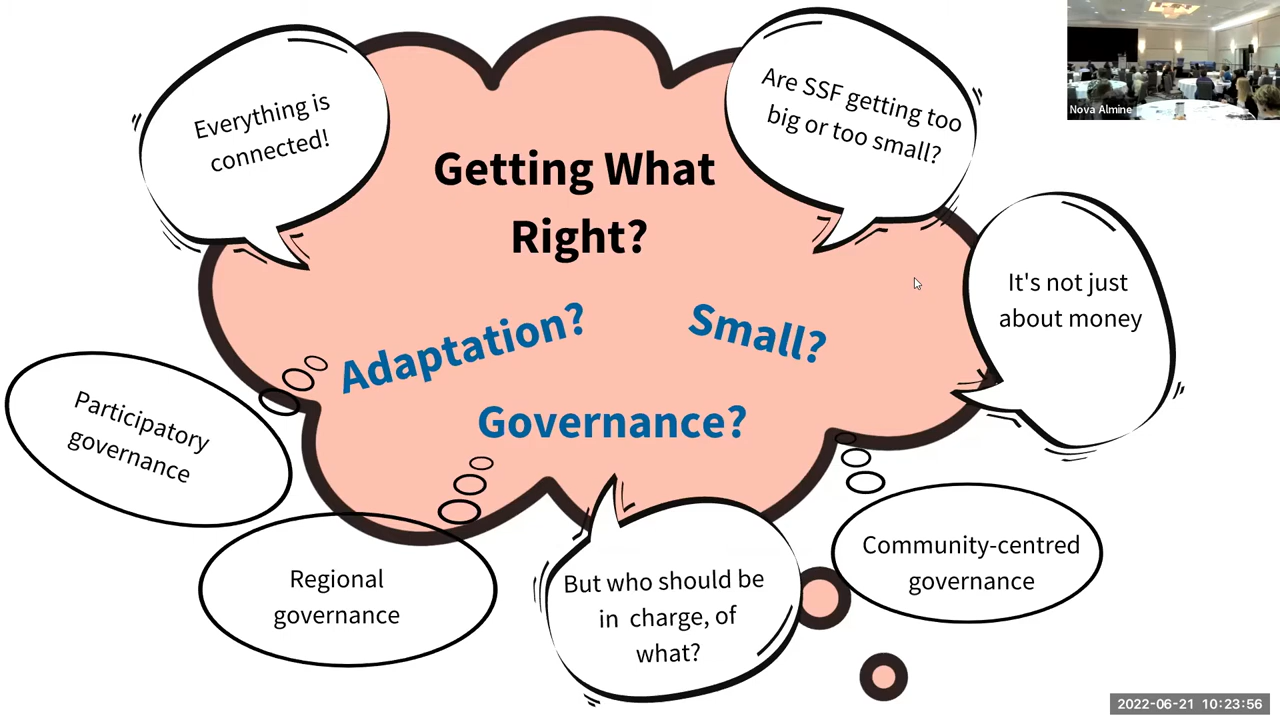 Everything is
connected!
Are SSF getting too
big or too small?
Nova Almine
Getting What
Right?
It's not just
about money
Adaptation?
Small?
Governance?
Participatory
governance
Regional
governance
But who should be
in charge, of
what?
Community-centred
governance
2022-06-21 10:23:56